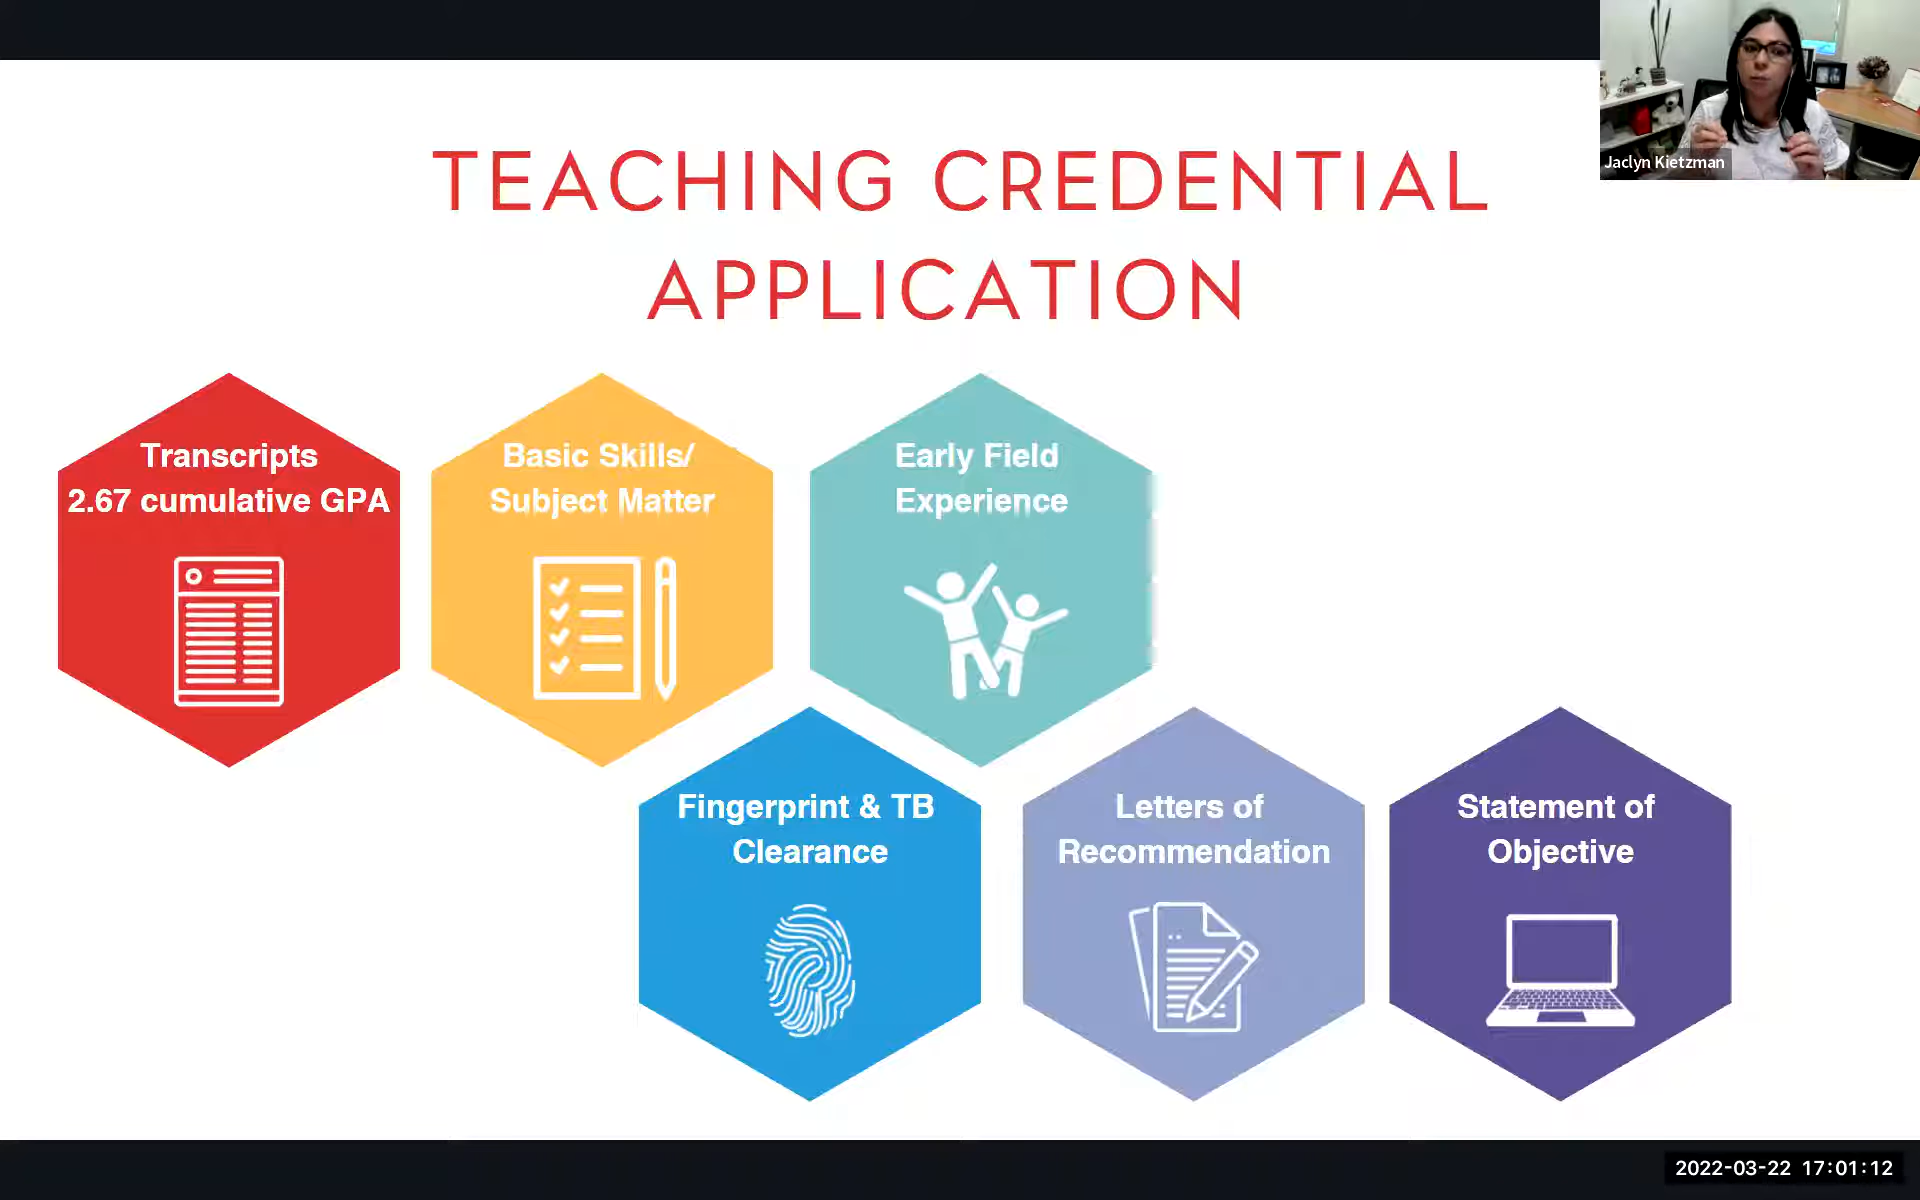 Jaclyn Kietzman
TEACHING CREDENTIAL
APPLICATION
Transcripts
2.67 cumulative GPA
Basic Skills/
Subject Matter
Early Field
Experience
Fingerprint & TB
Clearance
Letters of
Recommendation
Statement of
Objective
2022-03-22 17:01:12